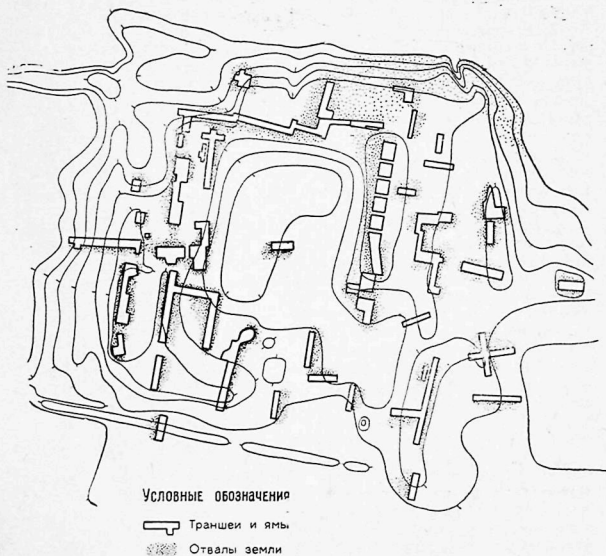 Условные обозначения
Траншеи и ямы
Отвалы земли